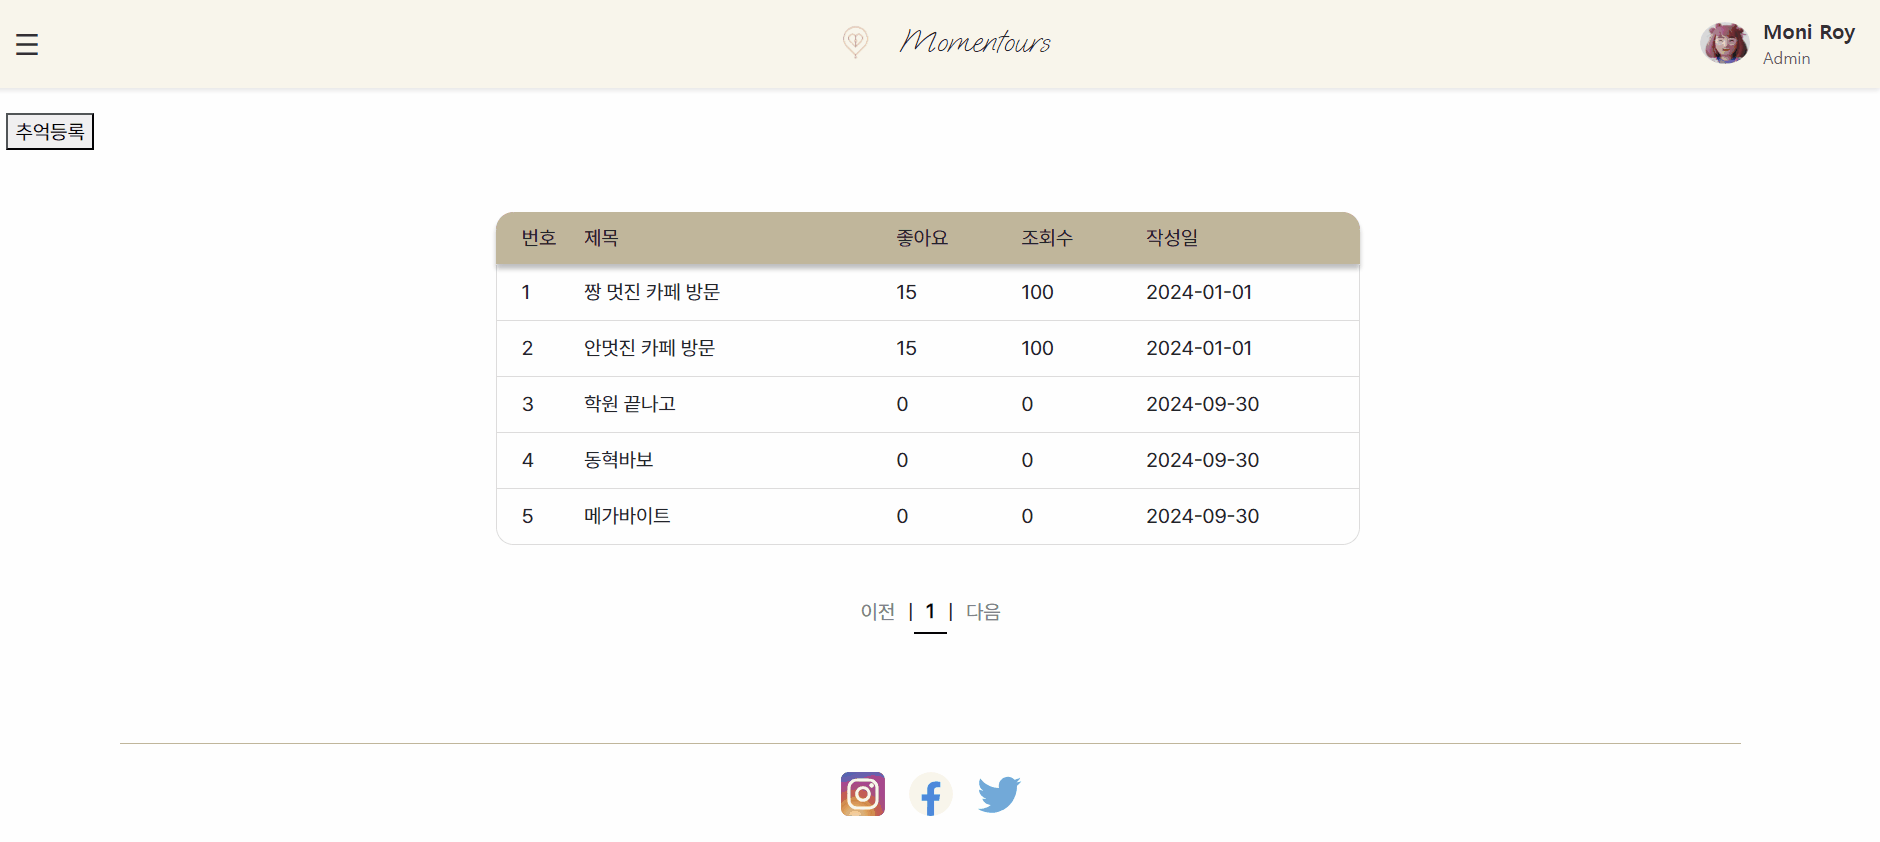 Momentours
Moni Roy
Admin
추억등록
번호 제목 좋아요 조회수 작성일
1 짱 멋진 카페 방문 15 100 2024-01-01
2 안멋진 카페 방문 15 100 2024-01-01
3 학원 끝나고 0 0 2024-09-30
4 동혁바보 0 0 2024-09-30
5 메가바이트 0 0 2024-09-30
이전 | 1 | 다음